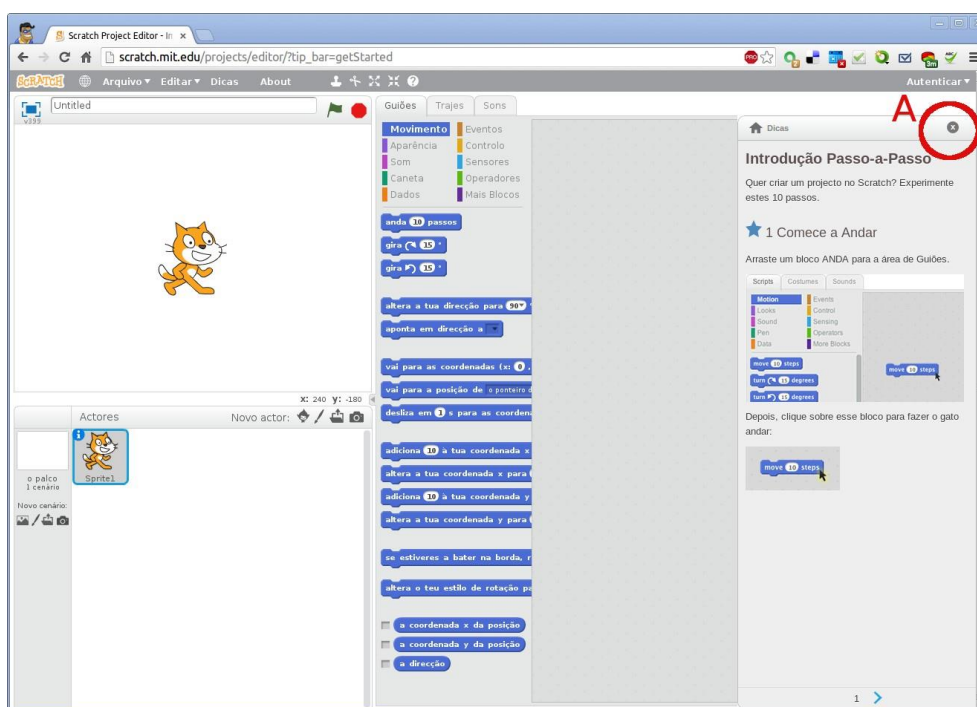 Scratch Project Editor - In
scratch.mit.edu/projects/editor/?tip_bar=getStarted
SCRATCH Arquivo Editar Dicas About
Autenticar
A
v399
Untitled
Guiões Trajes Sons
Movimento Eventos
Aparência Controlo
Som Sensores
Caneta Operadores
Dados Mais Blocos
anda 10 passos
gira 15 °
gira 15 °
altera a tua direcção para 90
aponta em direcção a
vai para as coordenadas (x: 0 ,
vai para a posição de o ponteiro d
desliza em 1 s para as coordena
adiciona 10 à tua coordenada x
altera a tua coordenada x para
adiciona 10 à tua coordenada y
altera a tua coordenada y para
se estiveres a bater na borda, r
altera o teu estilo de rotação pa
a coordenada x da posição
a coordenada y da posição
a direcção
X: 240 Y: -180
Actores Novo actor:
Sprite1
o palco
1 cenário
Novo cenário:
Dicas
Introdução Passo-a-Passo
Quer criar um projecto no Scratch? Experimente
estes 10 passos.
1 Comece a Andar
Arraste um bloco ANDA para a área de Guiões.
Scripts Costumes Sounds
Motion Events
Looks Control
Sound Sensing
Pen Operators
Data More Blocks
move 10 steps
turn 15 degrees
turn 15 degrees
move 10 steps
Depois, clique sobre esse bloco para fazer o gato
andar:
move 10 steps
1